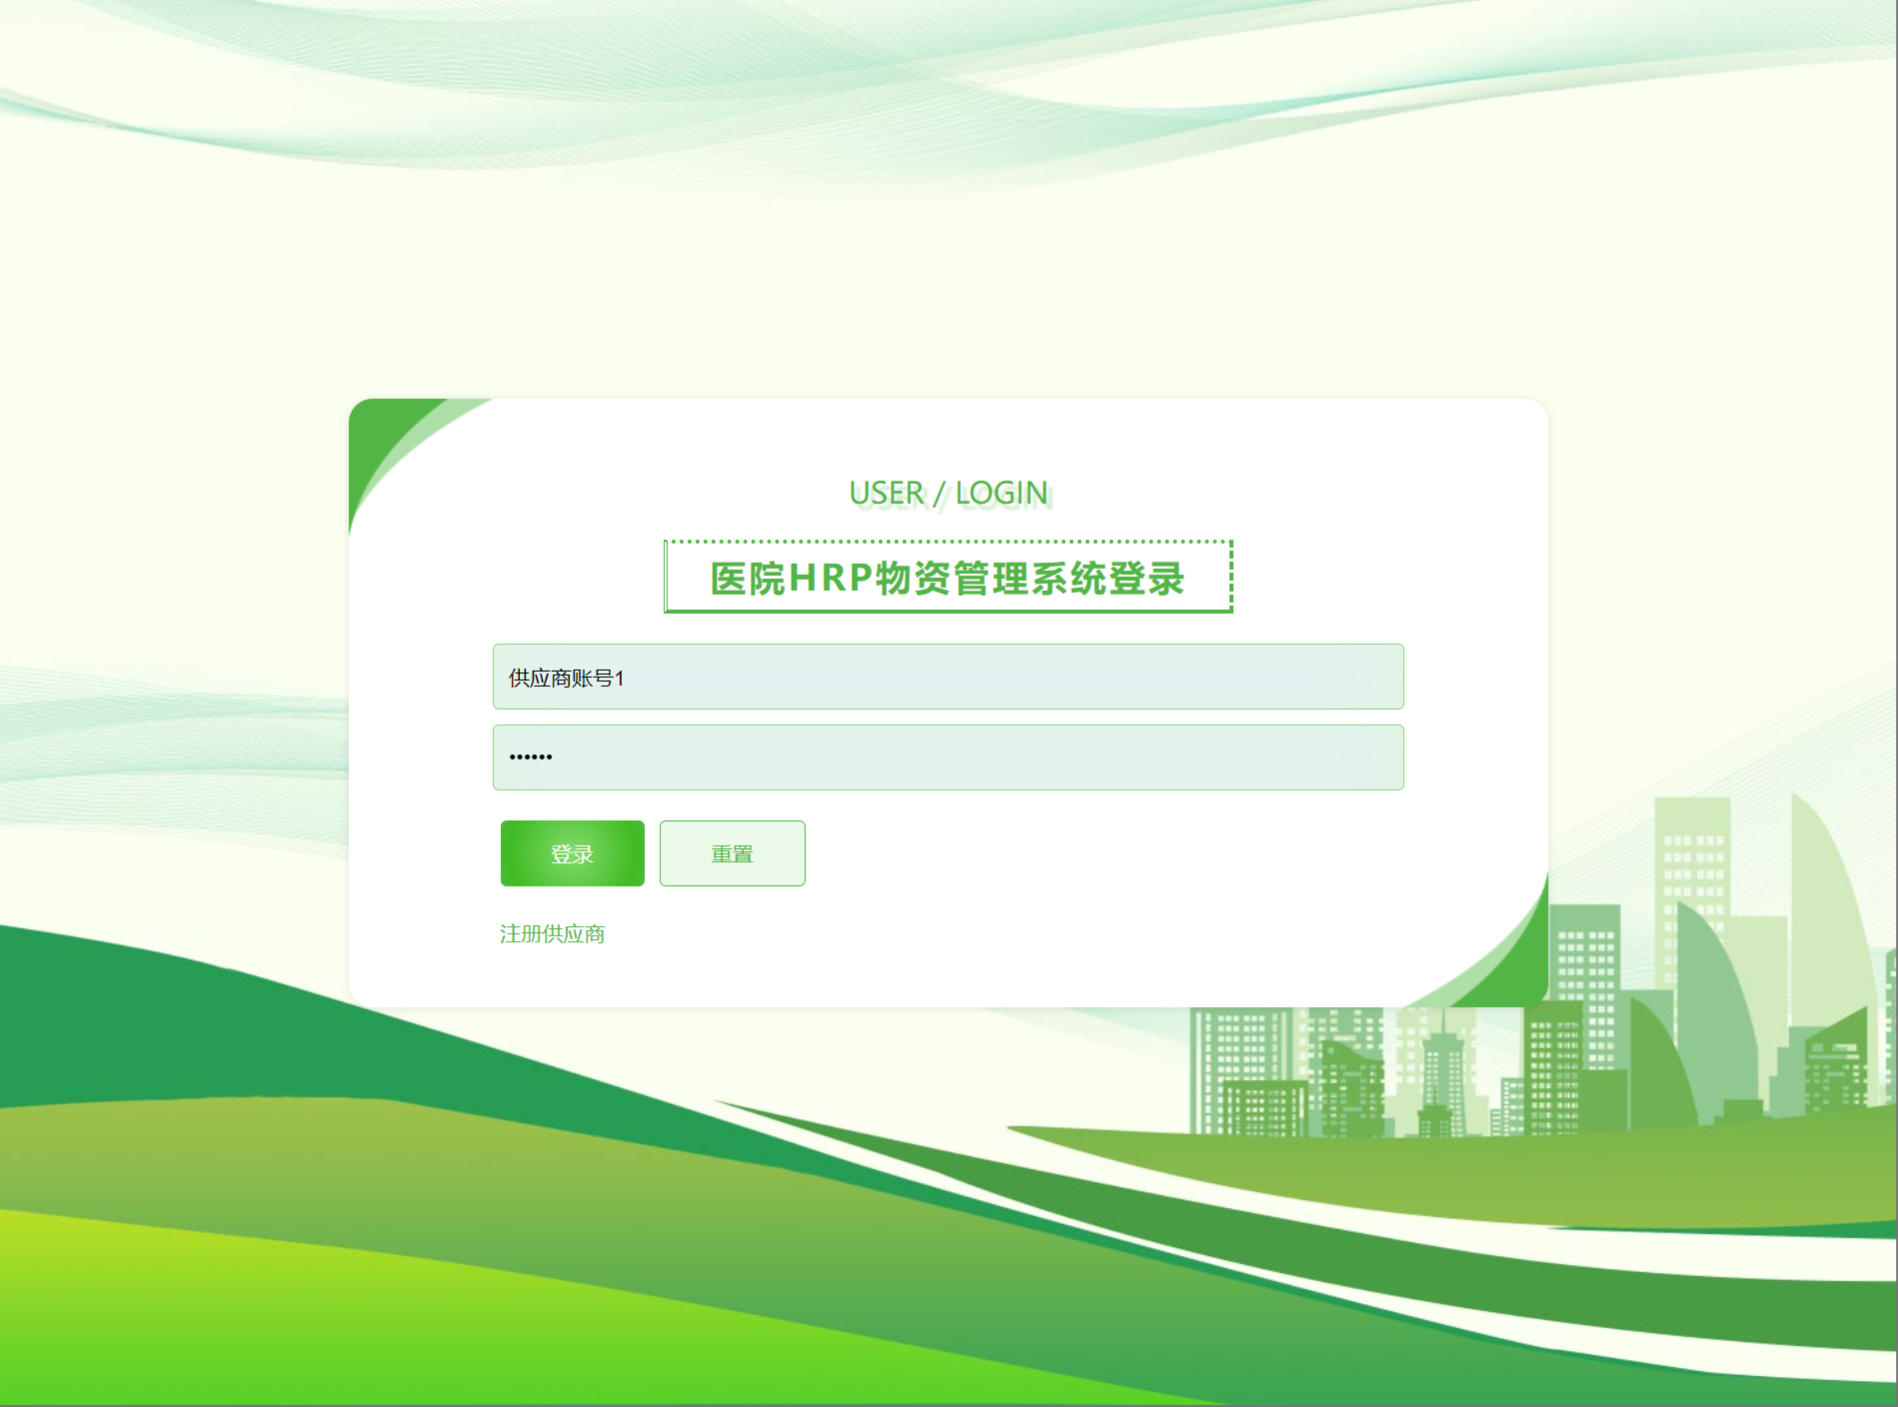 USER / LOGIN
医院HRP物资管理系统登录
供应商账号1
••••••
登录 重置
注册供应商